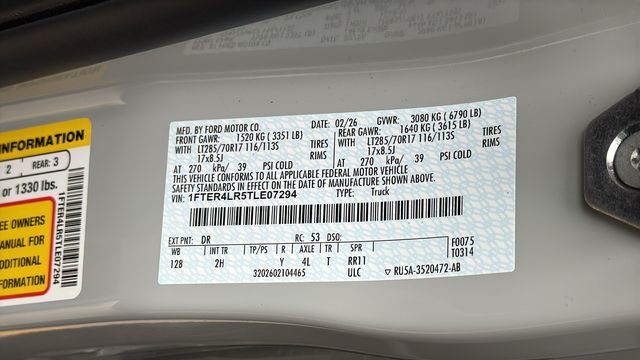 INFORMATION
2 REAR: 3
or 1330 lbs.
EE OWNERS
MANUAL
ADDITIONAL
FORMATION
1FTER4LR5TLE07294
MFD. BY FORD MOTOR CO. DATE: 02/26 GVWR: 3080 KG (6790 LB)
FRONT GAWR: 1520 KG (3351 LB) REAR GAWR: 1640 KG (3615 LB)
WITH LT285/70R17 116/113S TIRES WITH LT285/70R17 116/113S TIRES
17x8.5J RIMS 17x8.5J RIMS
AT 270 kPa/ 39 PSI COLD AT 270 kPa/ 39 PSI COLD
THIS VEHICLE CONFORMS TO ALL APPLICABLE FEDERAL MOTOR VEHICLE
SAFETY STANDARDS IN EFFECT ON THE DATE OF MANUFACTURE SHOWN ABOVE.
VIN: 1FTER4LR5TLE07294 TYPE: Truck
EXT PNT: DR RC: 53 DSO: F0075
WB INT TR TP/PS R AXLE TR SPR T0314
128 2H Y 4L T RR11
3202602104465 ULC ▽ RU5A-3520472-AB